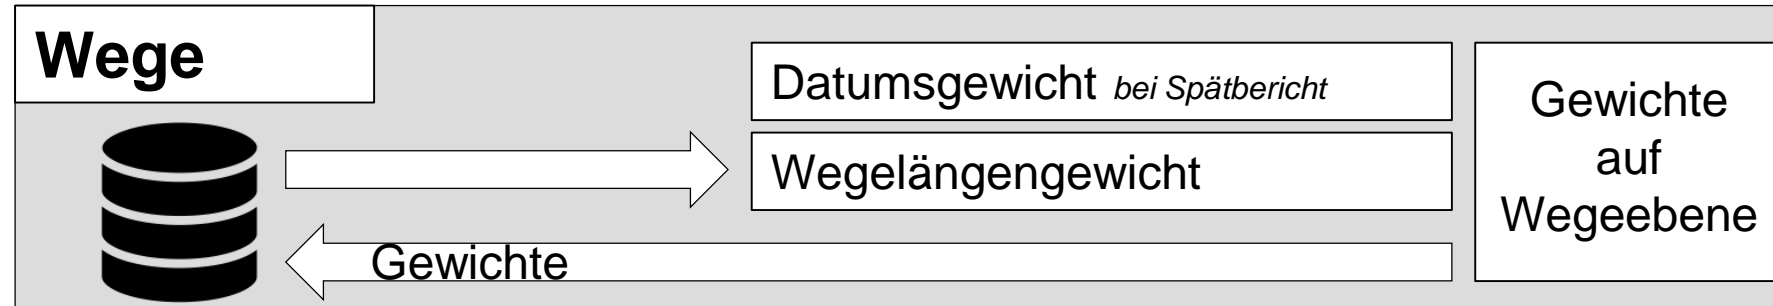 Wege
Datumsgewicht bei Spätbericht
Wegelängengewicht
Gewichte
Gewichte
auf
Wegeebene